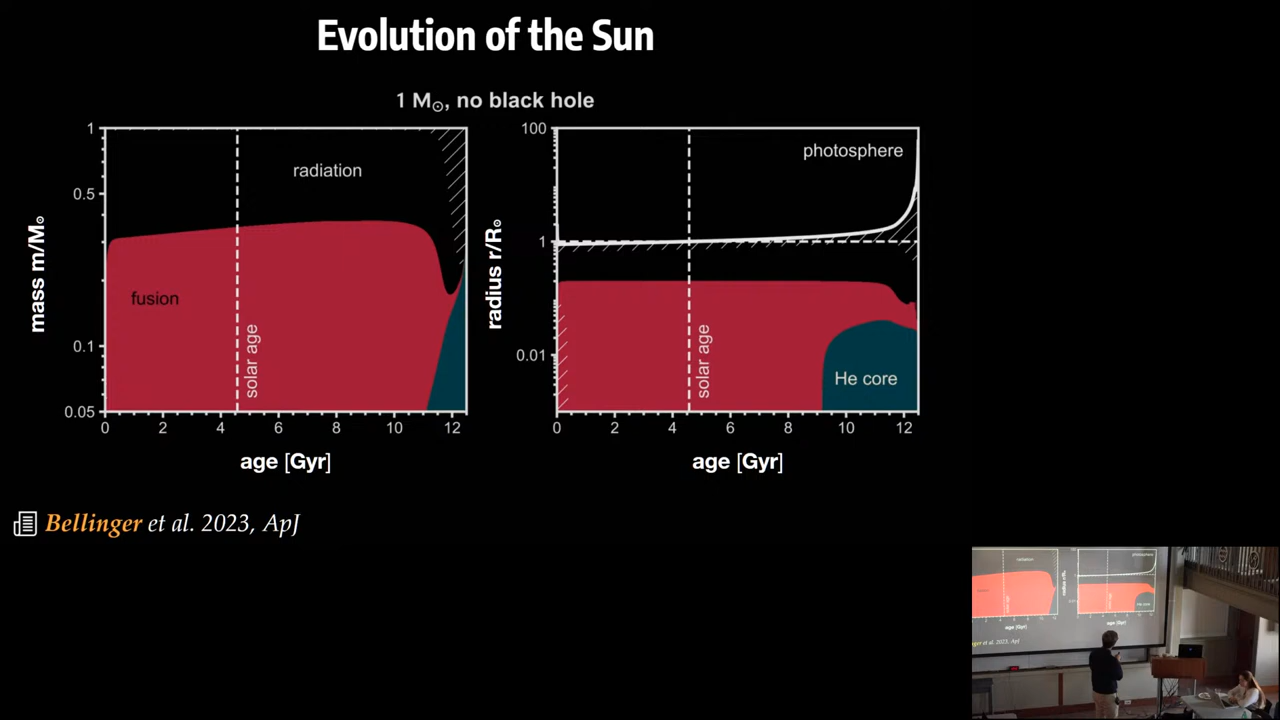 Evolution of the Sun
1 M☉, no black hole
mass m/M☉
1
0.5
0.1
0.05
radiation
fusion
solar age
0 2 4 6 8 10 12
age [Gyr]
radius r/R☉
100
1
0.01
photosphere
solar age
He core
0 2 4 6 8 10 12
age [Gyr]
Bellinger et al. 2023, ApJ